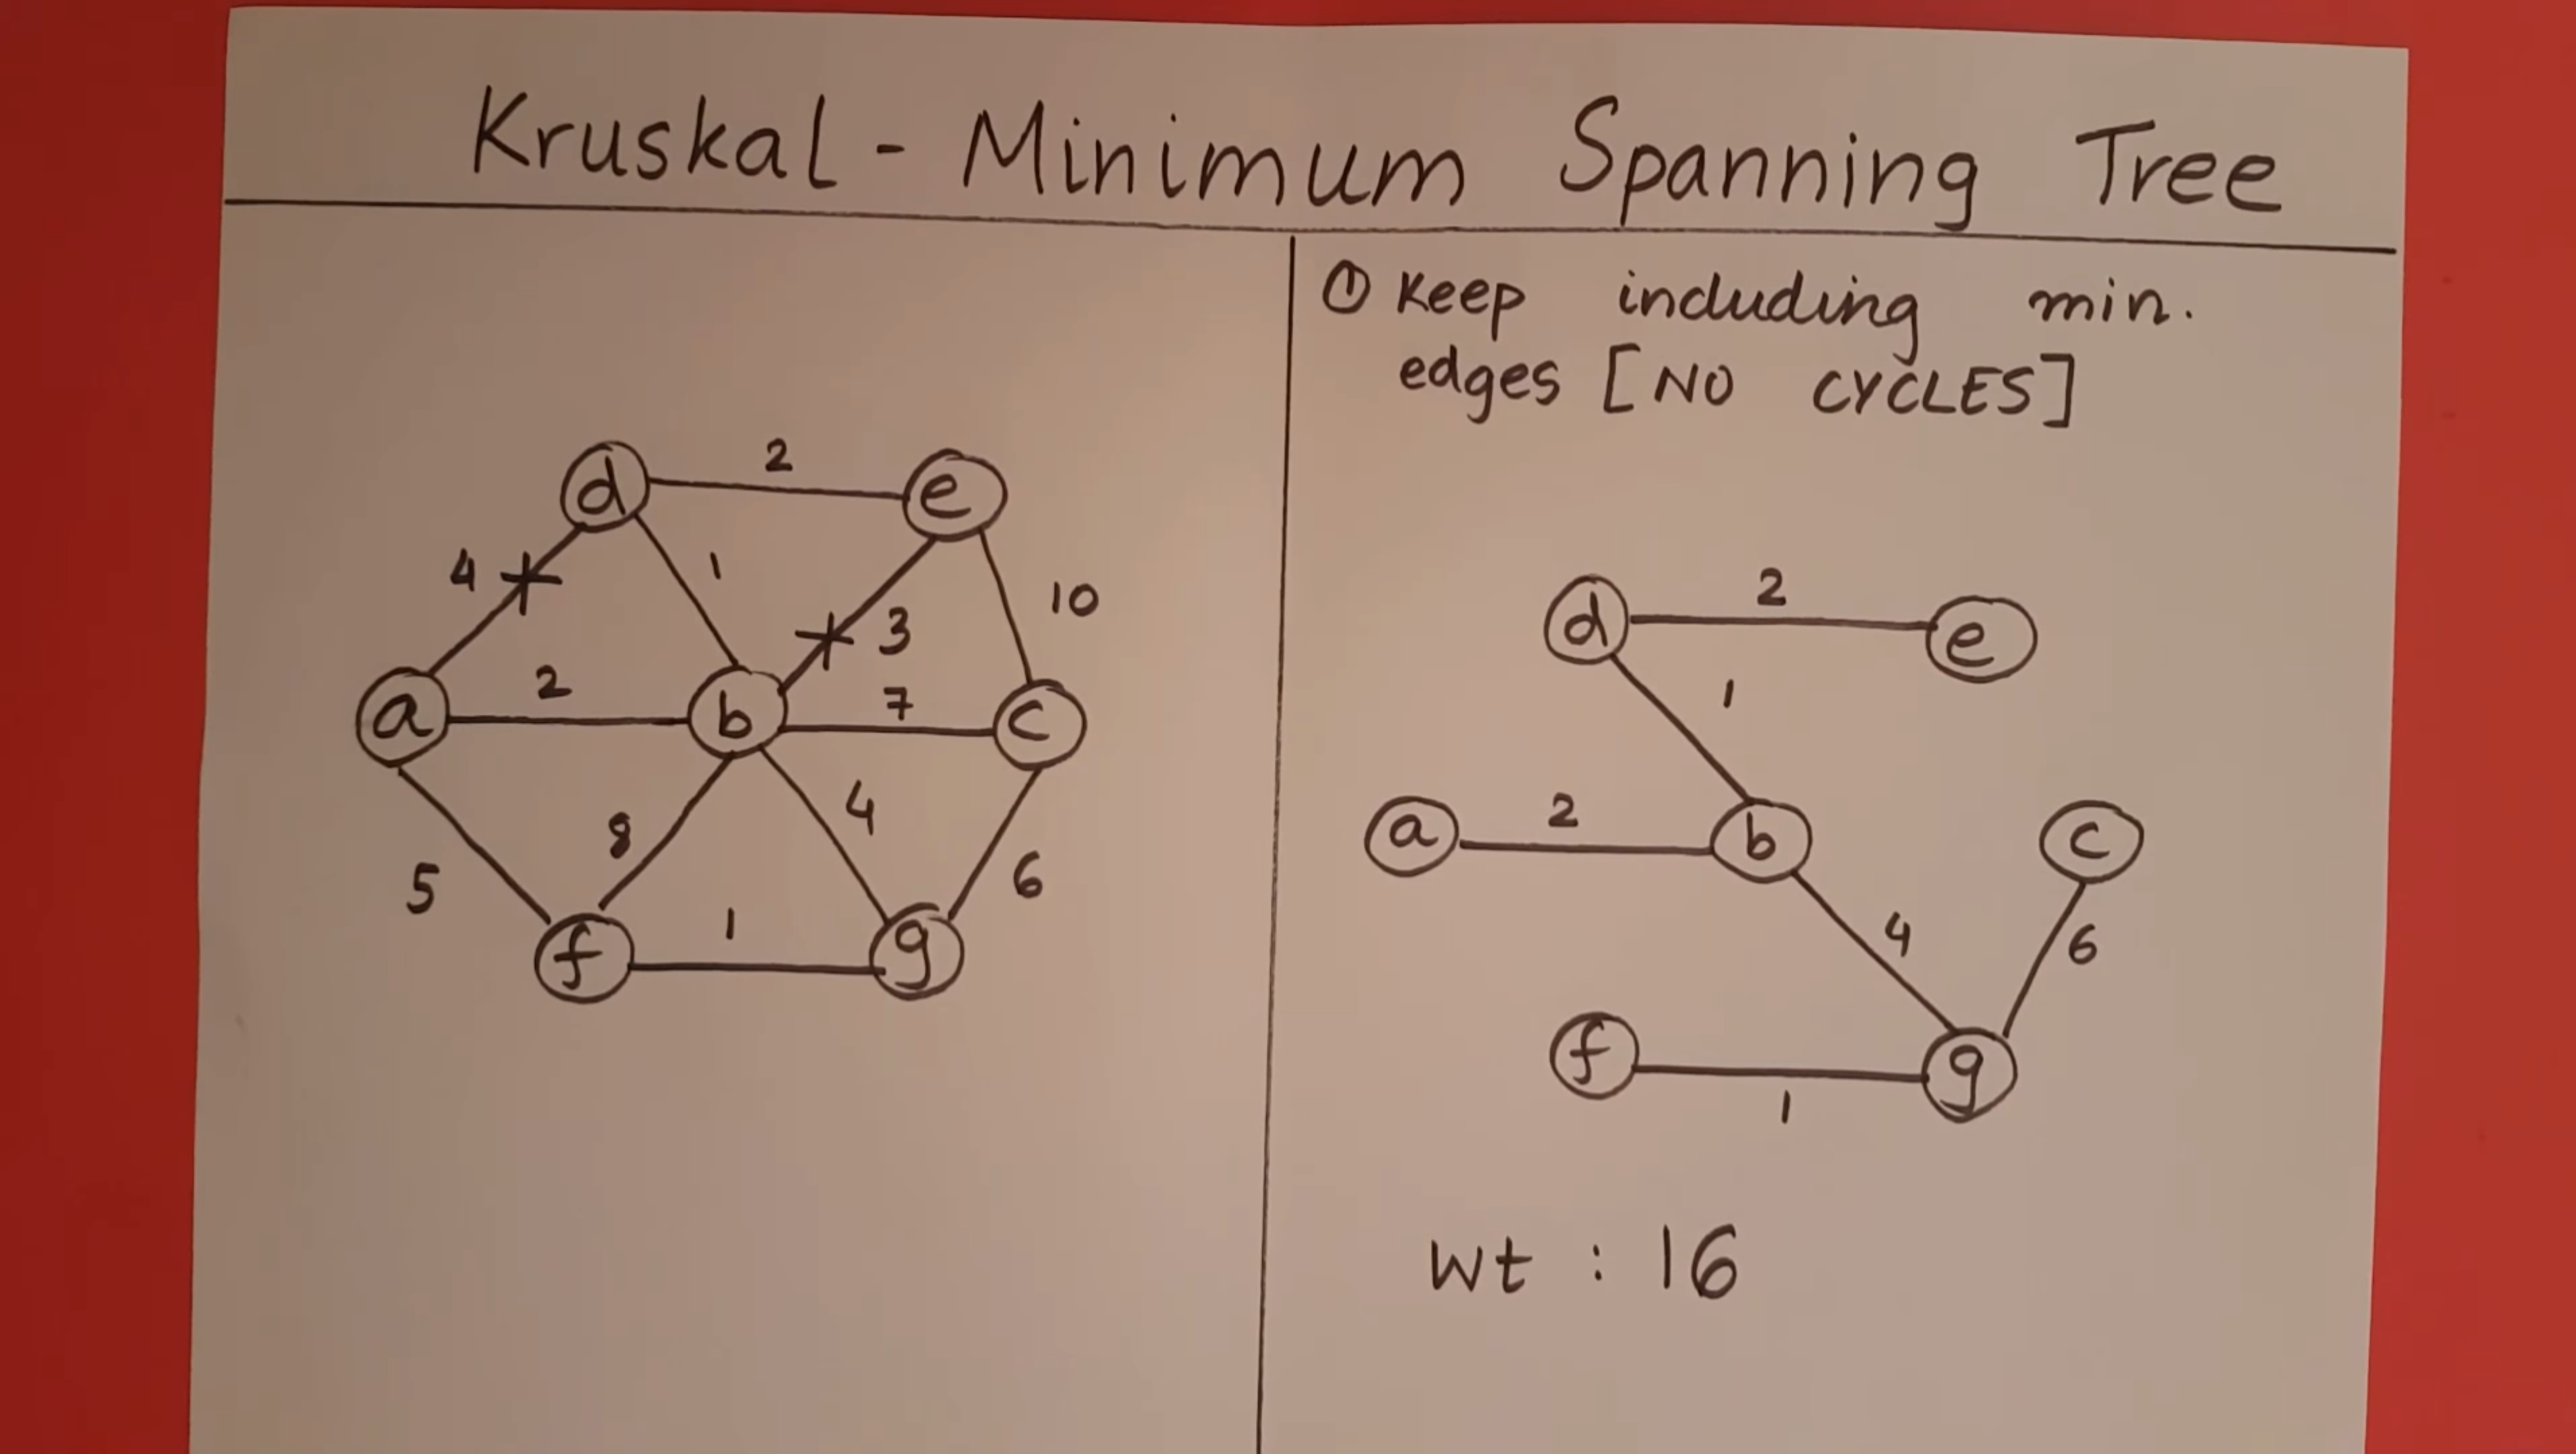 Kruskal - Minimum Spanning Tree
① Keep including min.
edges [NO CYCLES]
d 2 e
4 1 3 10
a 2 b 7 c
5 8 4 6
f 1 g
d 2 e
1
a 2 b c
4 6
f 1 g
wt : 16